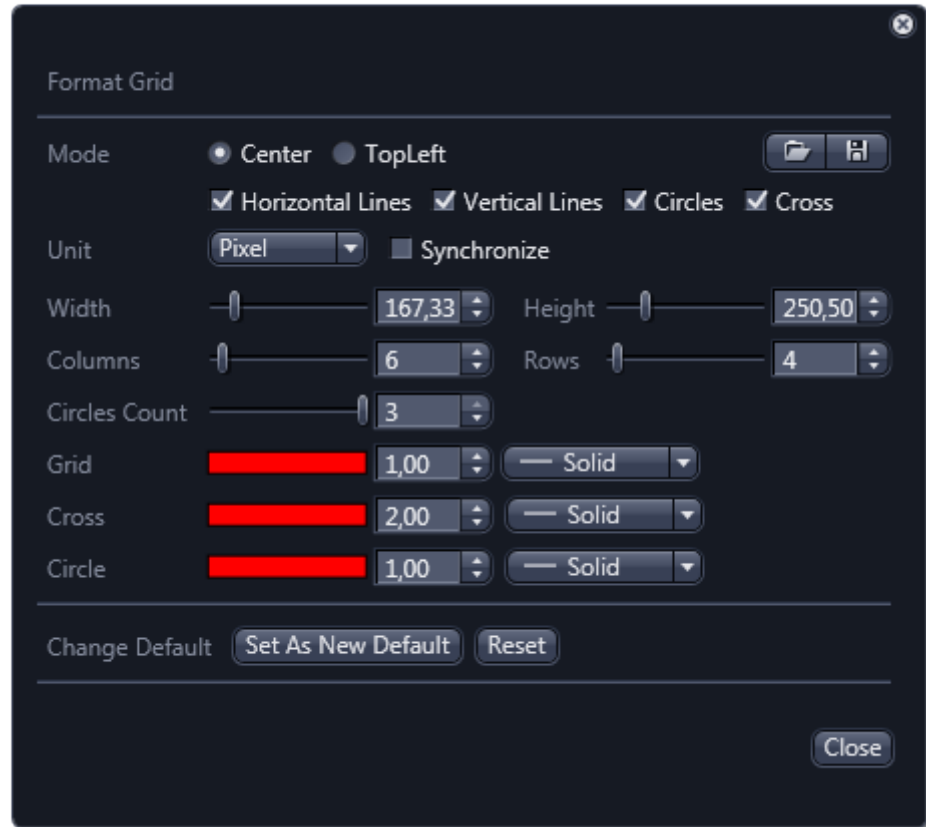 Format Grid
Mode Center TopLeft
Horizontal Lines Vertical Lines Circles Cross
Unit Pixel Synchronize
Width 167,33 Height 250,50
Columns 6 Rows 4
Circles Count 3
Grid 1,00 Solid
Cross 2,00 Solid
Circle 1,00 Solid
Change Default Set As New Default Reset
Close